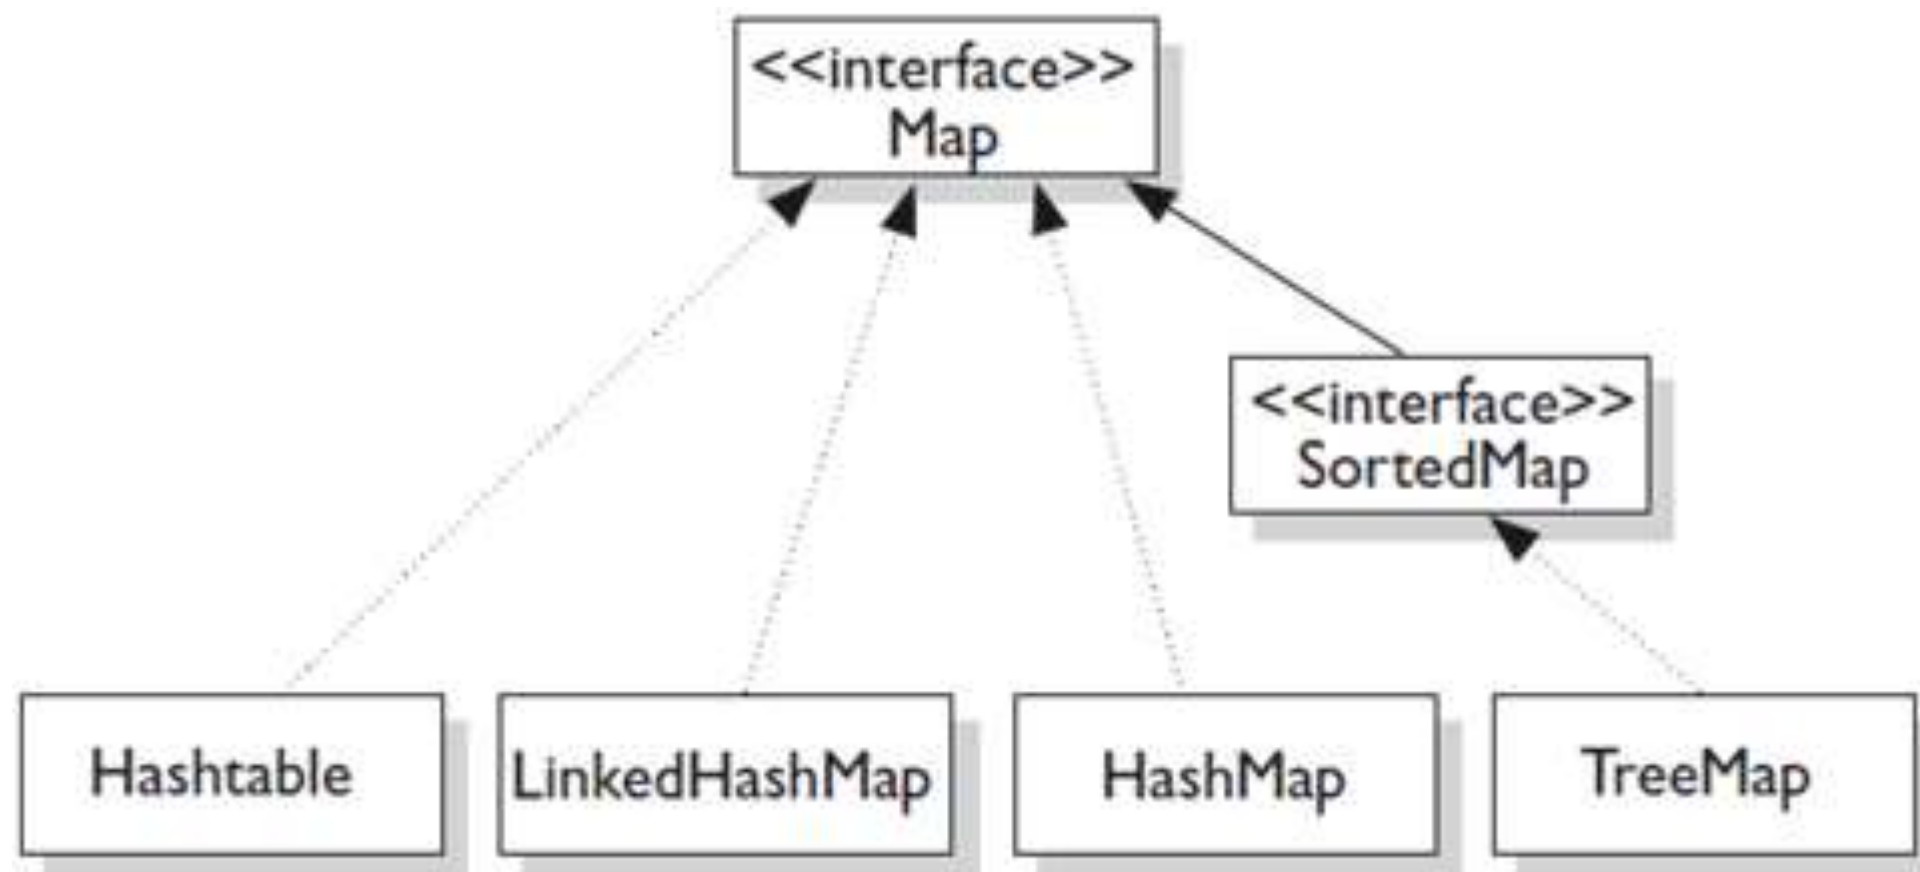 <<interface>>
Map
<<interface>>
SortedMap
Hashtable
LinkedHashMap
HashMap
TreeMap